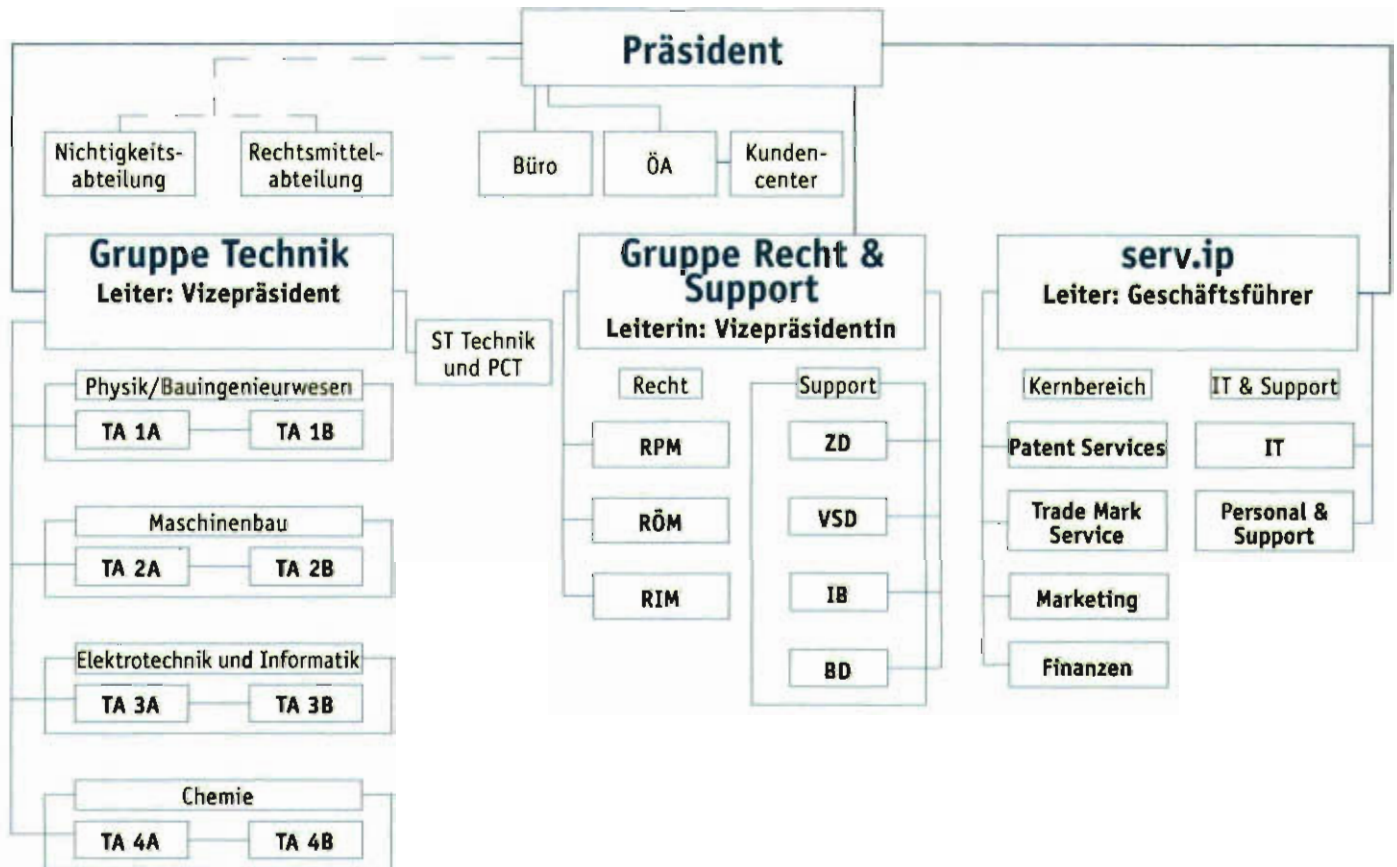 Präsident
Nichtigkeits-
abteilung
Rechtsmittel-
abteilung
Büro
ÖA
Kunden-
center
Gruppe Technik
Leiter: Vizepräsident
ST Technik
und PCT
Physik/Bauingenieurwesen
TA 1A
TA 1B
Maschinenbau
TA 2A
TA 2B
Elektrotechnik und Informatik
TA 3A
TA 3B
Chemie
TA 4A
TA 4B
Gruppe Recht &
Support
Leiterin: Vizepräsidentin
Recht
RPM
RÖM
RIM
Support
ZD
VSD
IB
BD
serv.ip
Leiter: Geschäftsführer
Kernbereich
Patent Services
Trade Mark
Service
Marketing
Finanzen
IT & Support
IT
Personal &
Support